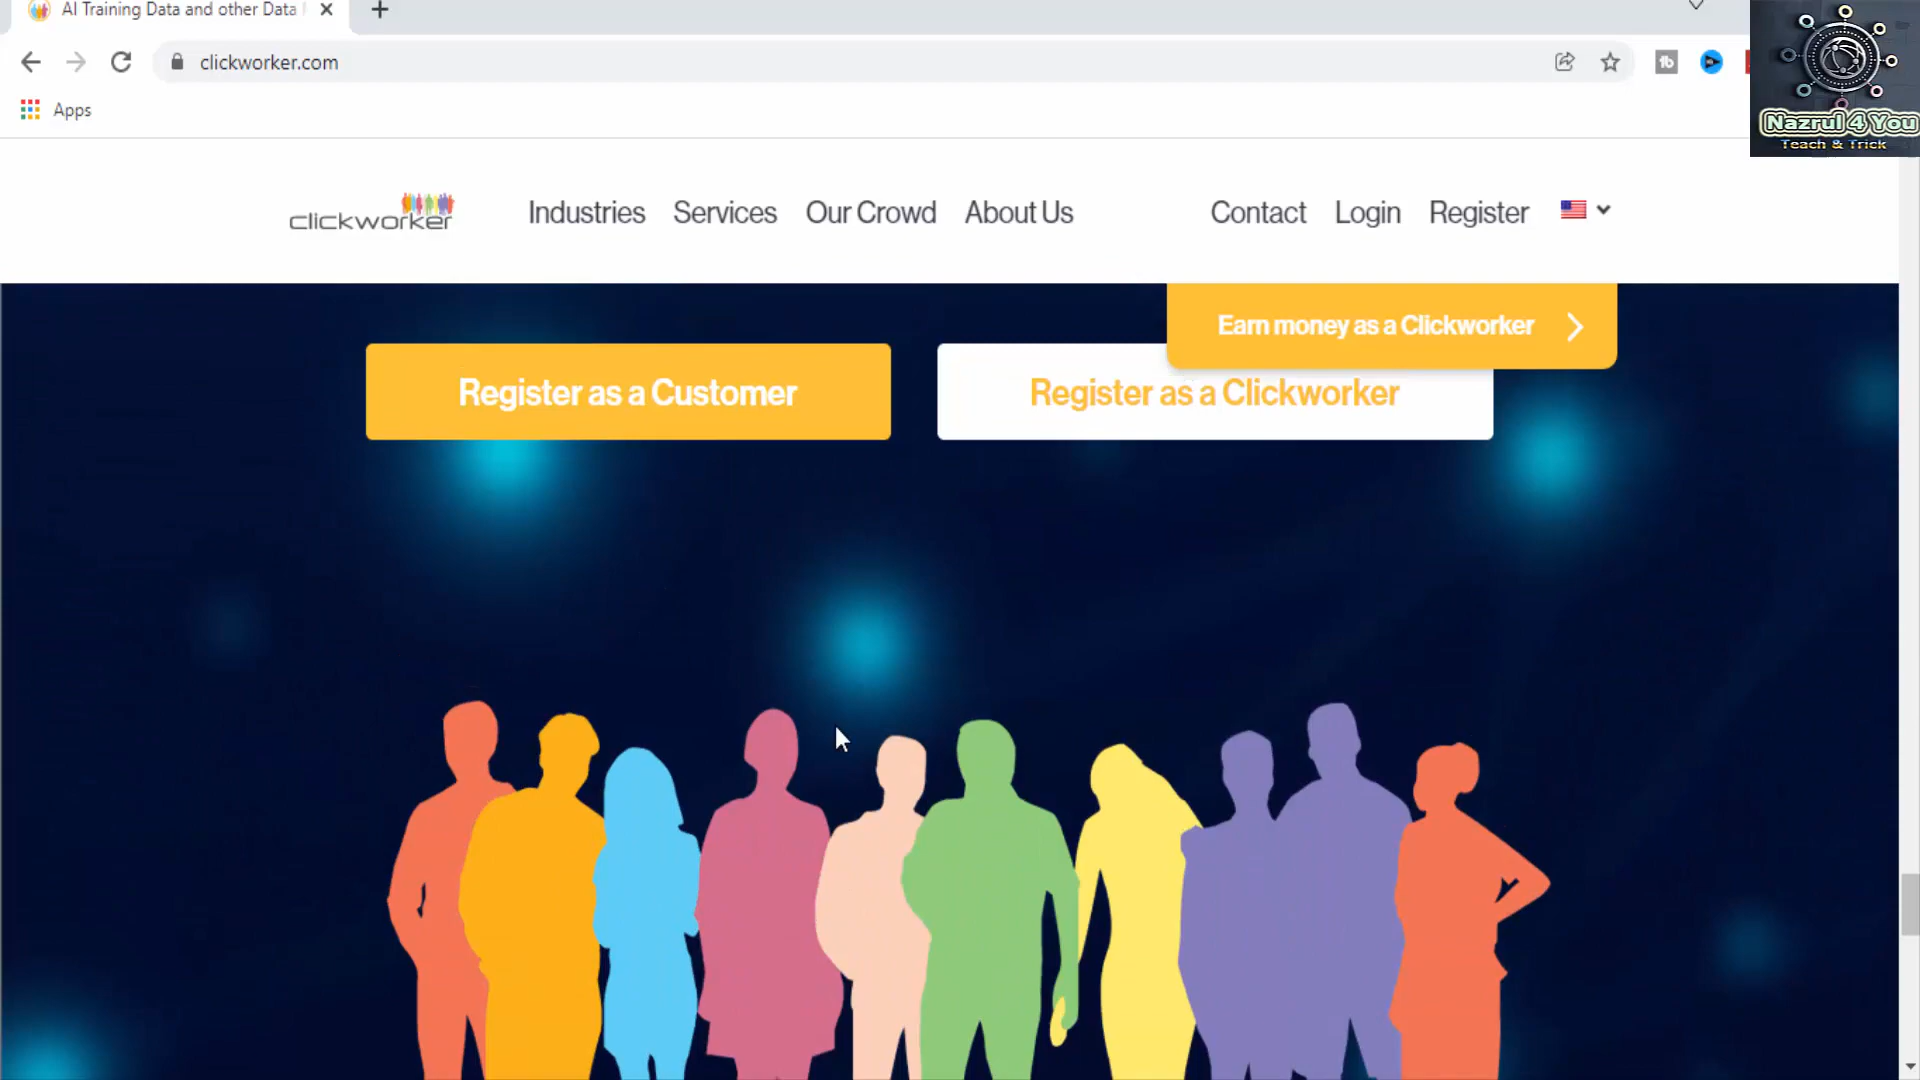 AI Training Data and other Data
clickworker.com
Apps
Nazrul 4 You
Teach & Trick
clickworker
Industries
Services
Our Crowd
About Us
Contact
Login
Register
Earn money as a Clickworker
Register as a Customer
Register as a Clickworker